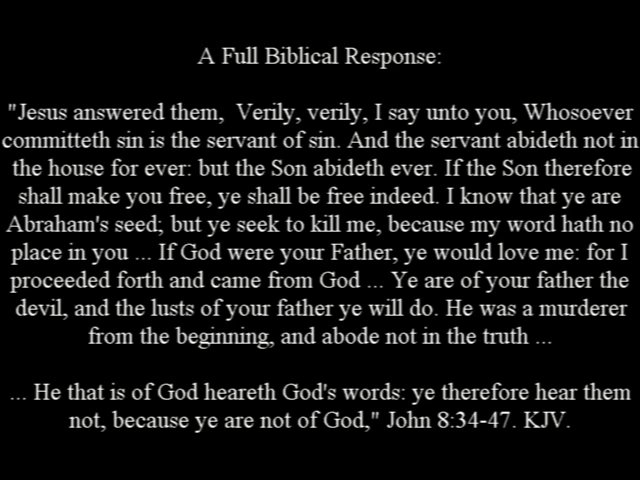 A Full Biblical Response:
"Jesus answered them,  Verily, verily, I say unto you, Whosoever
committeth sin is the servant of sin. And the servant abideth not in
the house for ever: but the Son abideth ever. If the Son therefore
shall make you free, ye shall be free indeed. I know that ye are
Abraham's seed; but ye seek to kill me, because my word hath no
place in you ... If God were your Father, ye would love me: for I
proceeded forth and came from God ... Ye are of your father the
devil, and the lusts of your father ye will do. He was a murderer
from the beginning, and abode not in the truth ...
... He that is of God heareth God's words: ye therefore hear them
not, because ye are not of God," John 8:34-47. KJV.